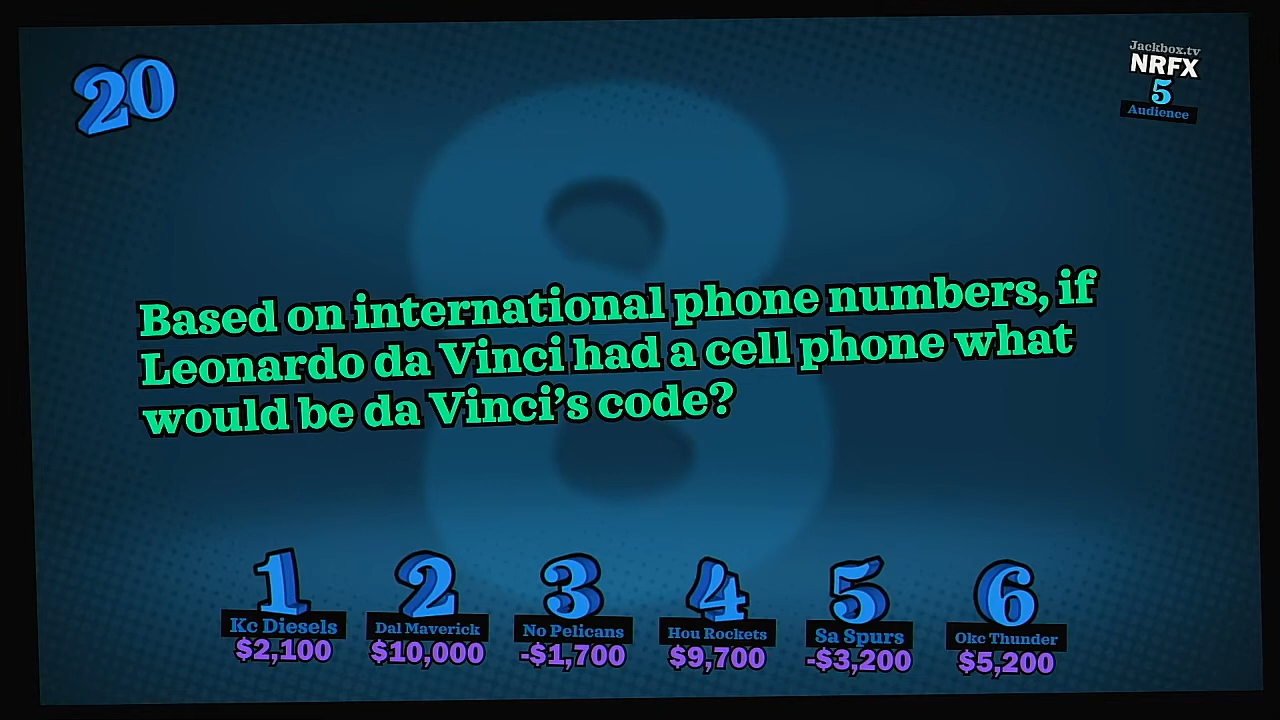 20
Jackbox.tv
NRFX
5
Audience
8
Based on international phone numbers, if
Leonardo da Vinci had a cell phone what
would be da Vinci's code?
1 2 3 4 5 6
Kc Diesels Dal Maverick No Pelicans Hou Rockets Sa Spurs Okc Thunder
$2,100 $10,000 -$1,700 $9,700 -$3,200 $5,200